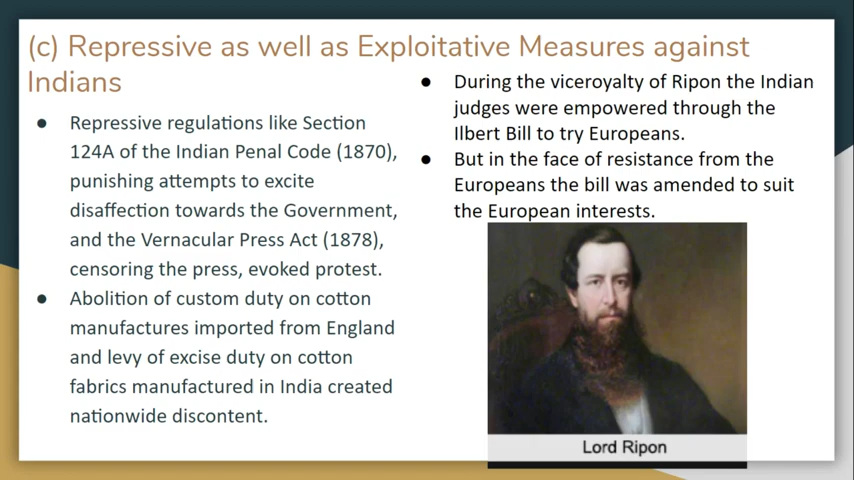 (c) Repressive as well as Exploitative Measures against
Indians
● Repressive regulations like Section
124A of the Indian Penal Code (1870),
punishing attempts to excite
disaffection towards the Government,
and the Vernacular Press Act (1878),
censoring the press, evoked protest.
● Abolition of custom duty on cotton
manufactures imported from England
and levy of excise duty on cotton
fabrics manufactured in India created
nationwide discontent.
● During the viceroyalty of Ripon the Indian
judges were empowered through the
Ilbert Bill to try Europeans.
● But in the face of resistance from the
Europeans the bill was amended to suit
the European interests.
Lord Ripon